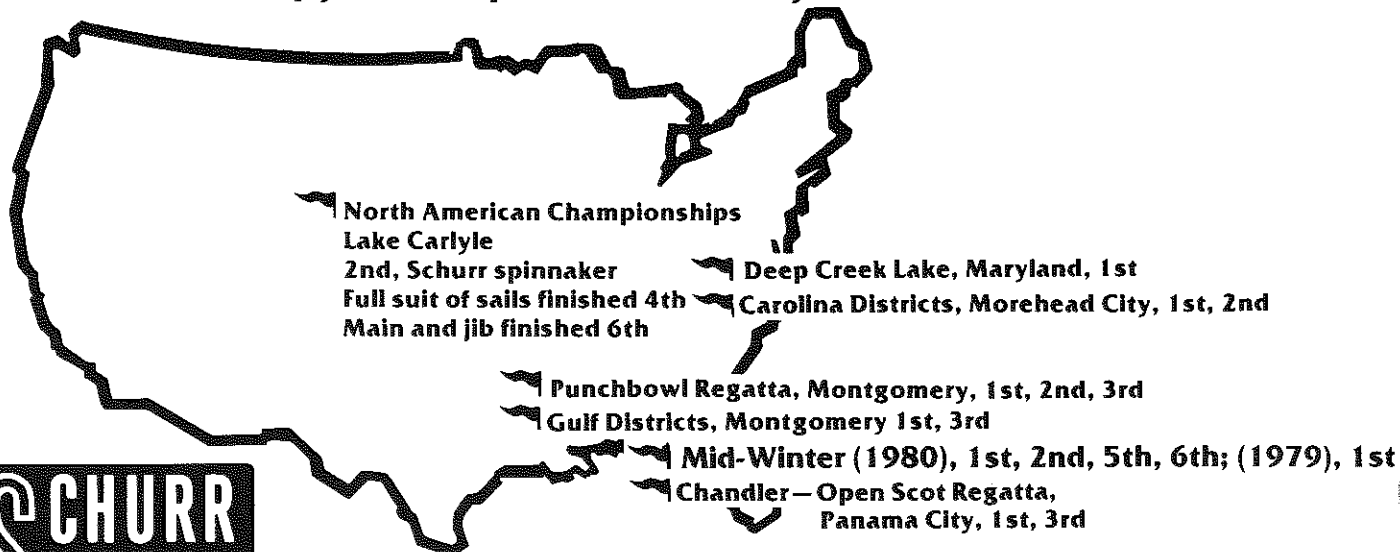 North American Championships
Lake Carlyle
2nd, Schurr spinnaker
Full suit of sails finished 4th
Main and jib finished 6th
Deep Creek Lake, Maryland, 1st
Carolina Districts, Morehead City, 1st, 2nd
Punchbowl Regatta, Montgomery, 1st, 2nd, 3rd
Gulf Districts, Montgomery 1st, 3rd
Mid-Winter (1980), 1st, 2nd, 5th, 6th; (1979), 1st
Chandler—Open Scot Regatta,
Panama City, 1st, 3rd
SCHURR